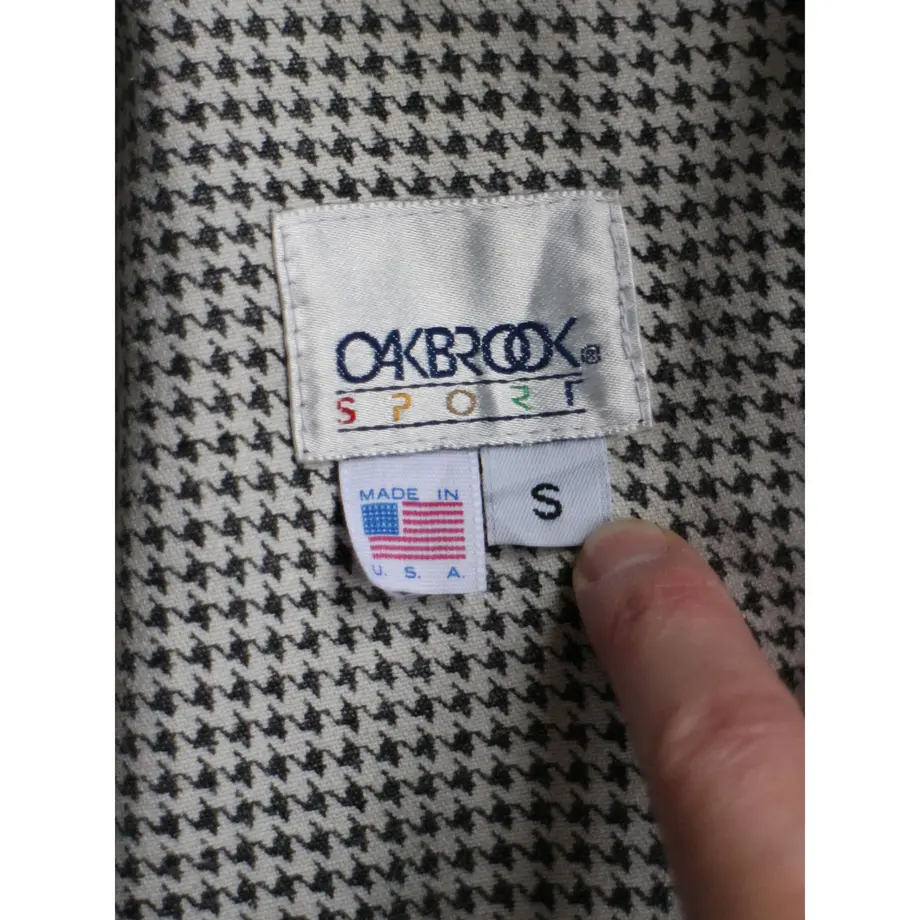 OAKBROOK®
SPORT
MADE IN
U. S. A.
S